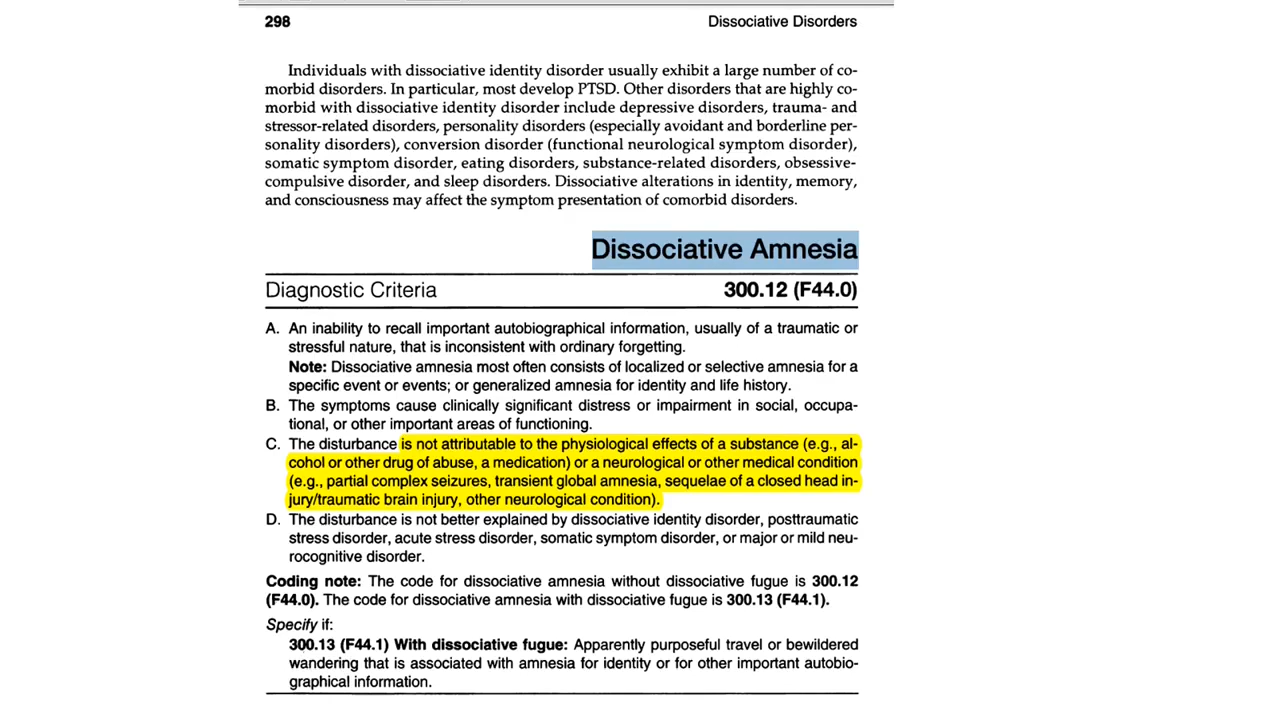 298 Dissociative Disorders
Individuals with dissociative identity disorder usually exhibit a large number of co-
morbid disorders. In particular, most develop PTSD. Other disorders that are highly co-
morbid with dissociative identity disorder include depressive disorders, trauma- and
stressor-related disorders, personality disorders (especially avoidant and borderline per-
sonality disorders), conversion disorder (functional neurological symptom disorder),
somatic symptom disorder, eating disorders, substance-related disorders, obsessive-
compulsive disorder, and sleep disorders. Dissociative alterations in identity, memory,
and consciousness may affect the symptom presentation of comorbid disorders.
Dissociative Amnesia
Diagnostic Criteria 300.12 (F44.0)
A. An inability to recall important autobiographical information, usually of a traumatic or
stressful nature, that is inconsistent with ordinary forgetting.
Note: Dissociative amnesia most often consists of localized or selective amnesia for a
specific event or events; or generalized amnesia for identity and life history.
B. The symptoms cause clinically significant distress or impairment in social, occupa-
tional, or other important areas of functioning.
C. The disturbance is not attributable to the physiological effects of a substance (e.g., al-
cohol or other drug of abuse, a medication) or a neurological or other medical condition
(e.g., partial complex seizures, transient global amnesia, sequelae of a closed head in-
jury/traumatic brain injury, other neurological condition).
D. The disturbance is not better explained by dissociative identity disorder, posttraumatic
stress disorder, acute stress disorder, somatic symptom disorder, or major or mild neu-
rocognitive disorder.
Coding note: The code for dissociative amnesia without dissociative fugue is 300.12
(F44.0). The code for dissociative amnesia with dissociative fugue is 300.13 (F44.1).
Specify if:
300.13 (F44.1) With dissociative fugue: Apparently purposeful travel or bewildered
wandering that is associated with amnesia for identity or for other important autobio-
graphical information.